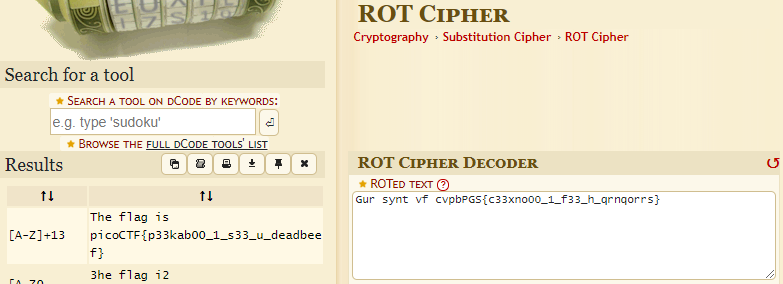 ROT CIPHER
Cryptography › Substitution Cipher › ROT Cipher
Search for a tool
★ SEARCH A TOOL ON DCODE BY KEYWORDS:
e.g. type 'sudoku'
★ BROWSE THE FULL DCODE TOOLS' LIST
Results
↑↓ ↑↓
[A-Z]+13
The flag is
picoCTF{p33kab00_1_s33_u_deadbee
f}
3he flag i2
ROT CIPHER DECODER
★ ROTED TEXT (?)
Gur synt vf cvpbPGS{c33xno00_1_f33_h_qrnqorrs}